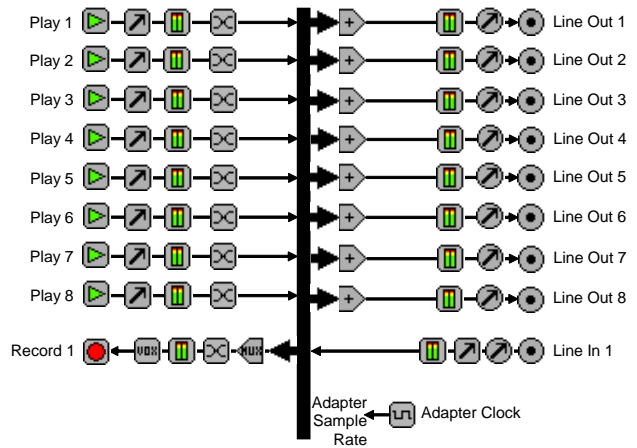 Play 1 + Line Out 1
Play 2 + Line Out 2
Play 3 + Line Out 3
Play 4 + Line Out 4
Play 5 + Line Out 5
Play 6 + Line Out 6
Play 7 + Line Out 7
Play 8 + Line Out 8
Record 1 VOX MUX Line In 1
Adapter
Sample
Rate
Adapter Clock